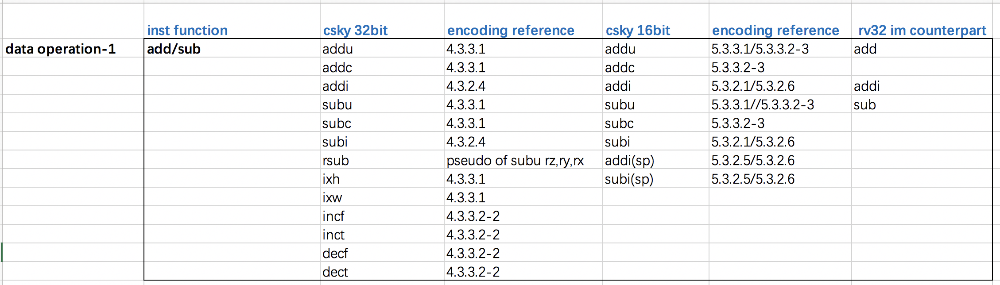 inst function csky 32bit encoding reference csky 16bit encoding reference rv32 im counterpart
data operation-1 add/sub addu 4.3.3.1 addu 5.3.3.1/5.3.3.2-3 add
addc 4.3.3.1 addc 5.3.3.2-3
addi 4.3.2.4 addi 5.3.2.1/5.3.2.6 addi
subu 4.3.3.1 subu 5.3.3.1//5.3.3.2-3 sub
subc 4.3.3.1 subc 5.3.3.2-3
subi 4.3.2.4 subi 5.3.2.1/5.3.2.6
rsub pseudo of subu rz,ry,rx addi(sp) 5.3.2.5/5.3.2.6
ixh 4.3.3.1 subi(sp) 5.3.2.5/5.3.2.6
ixw 4.3.3.1
incf 4.3.3.2-2
inct 4.3.3.2-2
decf 4.3.3.2-2
dect 4.3.3.2-2